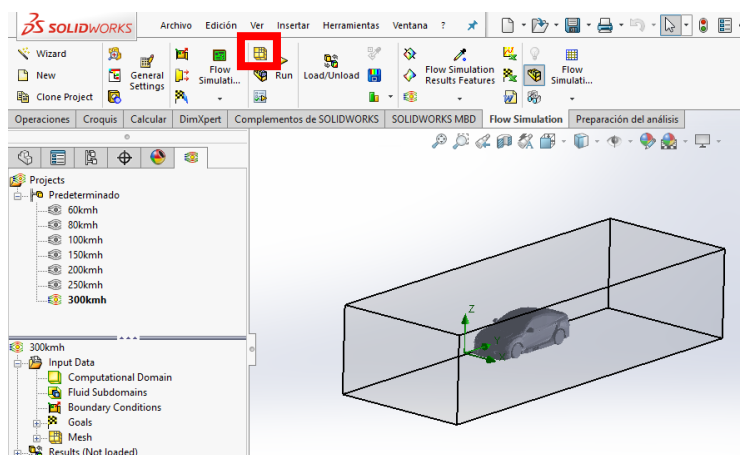 SOLIDWORKS Archivo Edición Ver Insertar Herramientas Ventana ?
Wizard
New
Clone Project
General Settings
Flow Simulati...
Run
Load/Unload
Flow Simulation Results Features
Flow Simulati...
Operaciones Croquis Calcular DimXpert Complementos de SOLIDWORKS SOLIDWORKS MBD Flow Simulation Preparación del análisis
Projects
Predeterminado
60kmh
80kmh
100kmh
150kmh
200kmh
250kmh
300kmh
Z
Y
300kmh
Input Data
Computational Domain
Fluid Subdomains
Boundary Conditions
Goals
Mesh
Results (Not loaded)